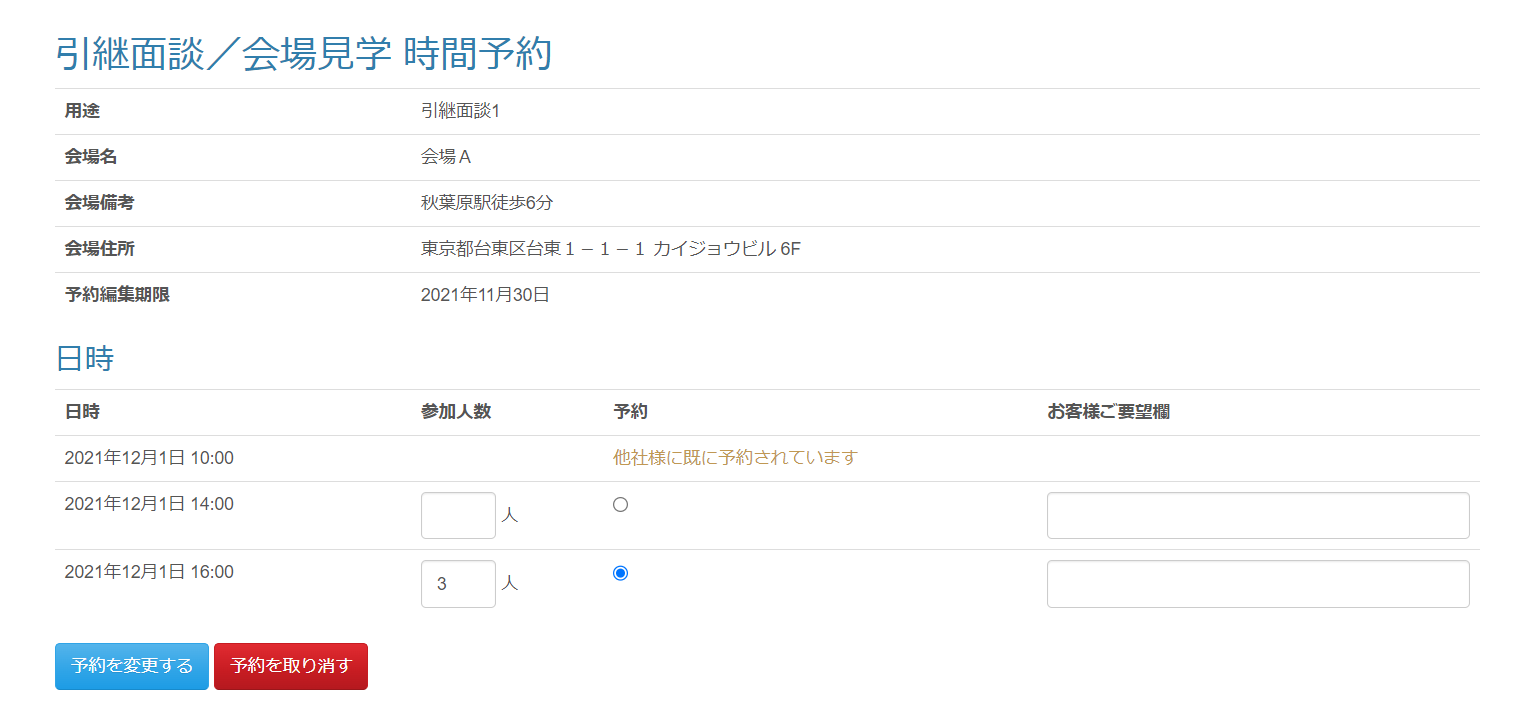 引継面談／会場見学 時間予約
用途 引継面談1
会場名 会場Ａ
会場備考 秋葉原駅徒歩6分
会場住所 東京都台東区台東１－１－１ カイジョウビル 6F
予約編集期限 2021年11月30日
日時
日時 参加人数 予約 お客様ご要望欄
2021年12月1日 10:00 他社様に既に予約されています
2021年12月1日 14:00 人
2021年12月1日 16:00 3 人
予約を変更する 予約を取り消す